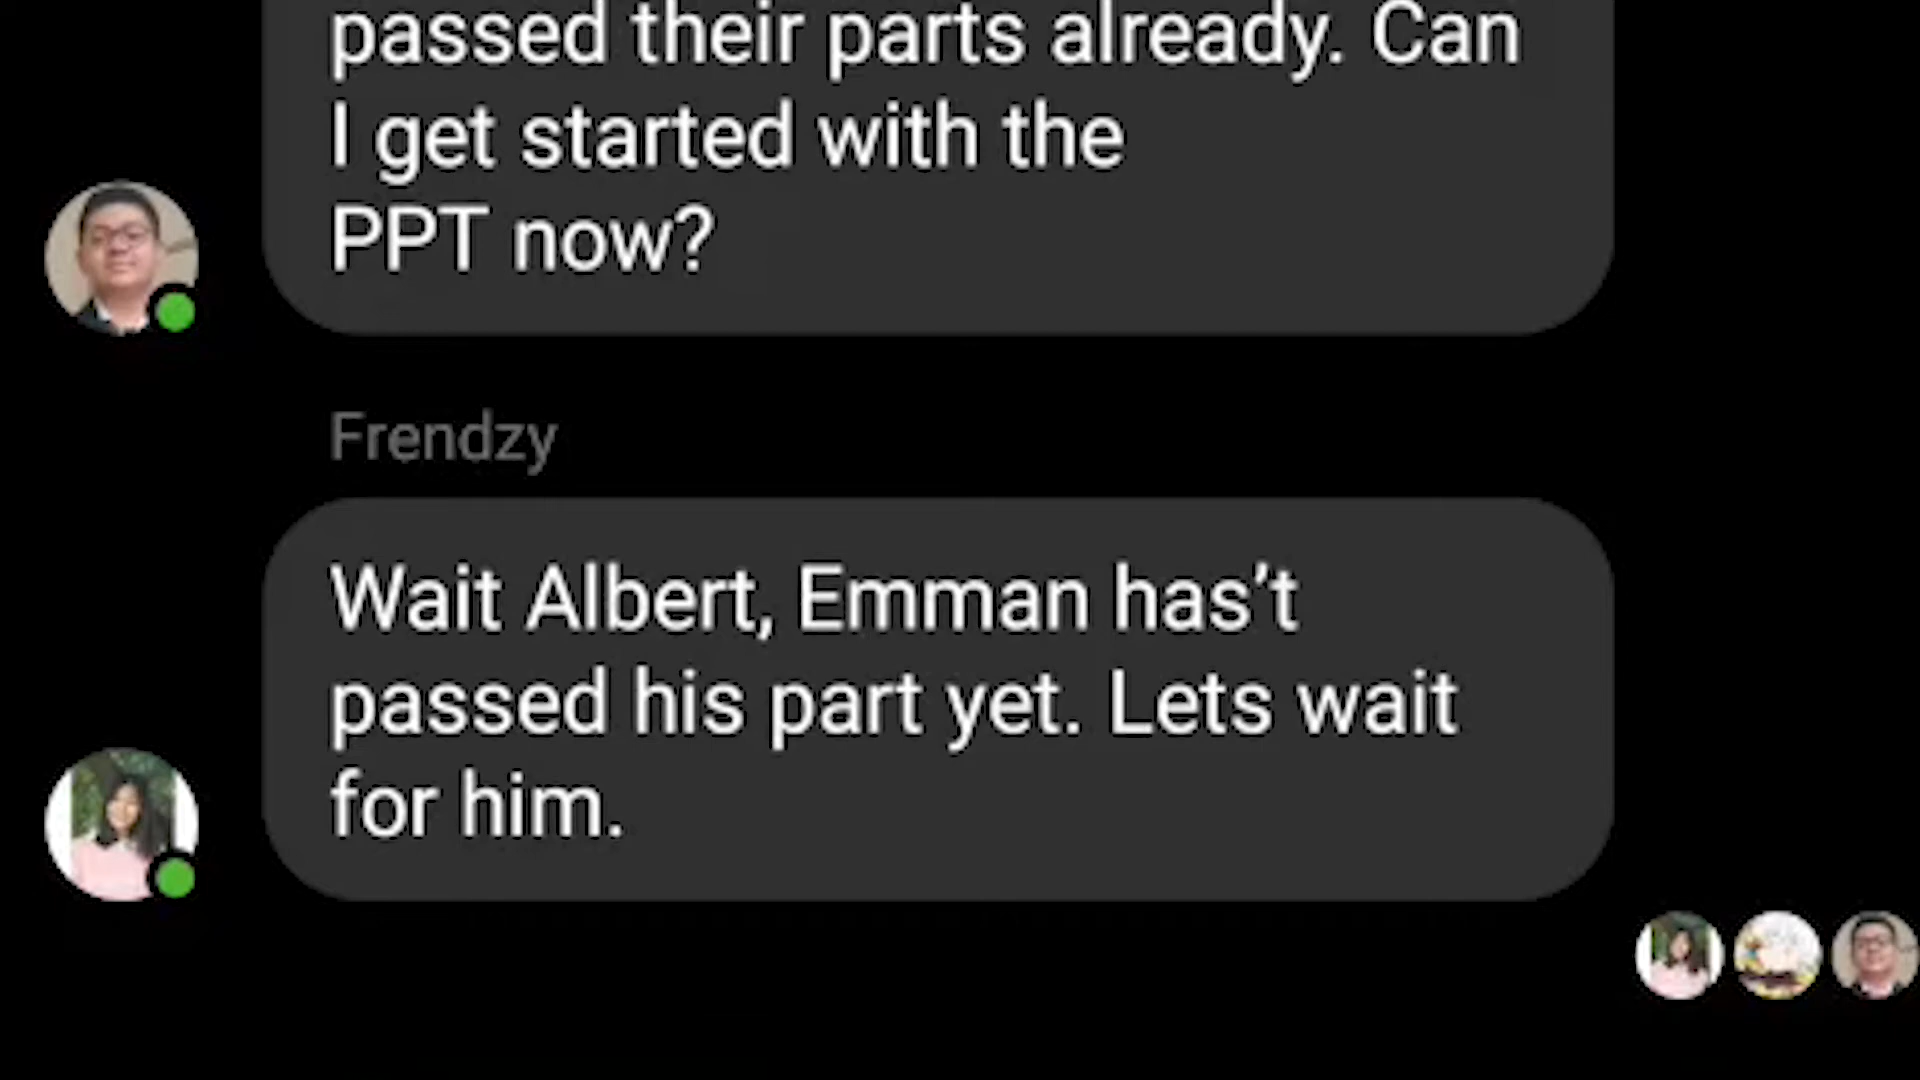 passed their parts already. Can
I get started with the
PPT now?
Frendzy
Wait Albert, Emman has’t
passed his part yet. Lets wait
for him.